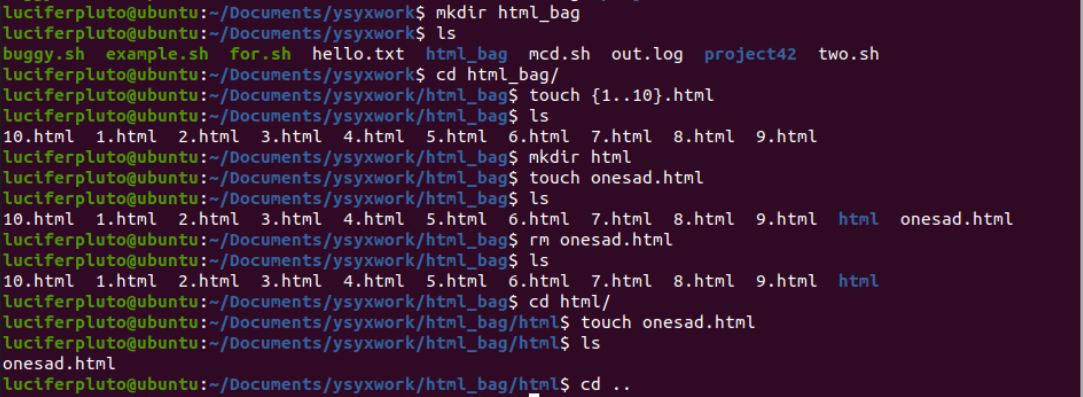 luciferpluto@ubuntu:~/Documents/ysyxwork$ mkdir html_bag
luciferpluto@ubuntu:~/Documents/ysyxwork$ ls
buggy.sh example.sh for.sh hello.txt html_bag mcd.sh out.log project42 two.sh
luciferpluto@ubuntu:~/Documents/ysyxwork$ cd html_bag/
luciferpluto@ubuntu:~/Documents/ysyxwork/html_bag$ touch {1..10}.html
luciferpluto@ubuntu:~/Documents/ysyxwork/html_bag$ ls
10.html 1.html 2.html 3.html 4.html 5.html 6.html 7.html 8.html 9.html
luciferpluto@ubuntu:~/Documents/ysyxwork/html_bag$ mkdir html
luciferpluto@ubuntu:~/Documents/ysyxwork/html_bag$ touch onesad.html
luciferpluto@ubuntu:~/Documents/ysyxwork/html_bag$ ls
10.html 1.html 2.html 3.html 4.html 5.html 6.html 7.html 8.html 9.html html onesad.html
luciferpluto@ubuntu:~/Documents/ysyxwork/html_bag$ rm onesad.html
luciferpluto@ubuntu:~/Documents/ysyxwork/html_bag$ ls
10.html 1.html 2.html 3.html 4.html 5.html 6.html 7.html 8.html 9.html html
luciferpluto@ubuntu:~/Documents/ysyxwork/html_bag$ cd html/
luciferpluto@ubuntu:~/Documents/ysyxwork/html_bag/html$ touch onesad.html
luciferpluto@ubuntu:~/Documents/ysyxwork/html_bag/html$ ls
onesad.html
luciferpluto@ubuntu:~/Documents/ysyxwork/html_bag/html$ cd ..